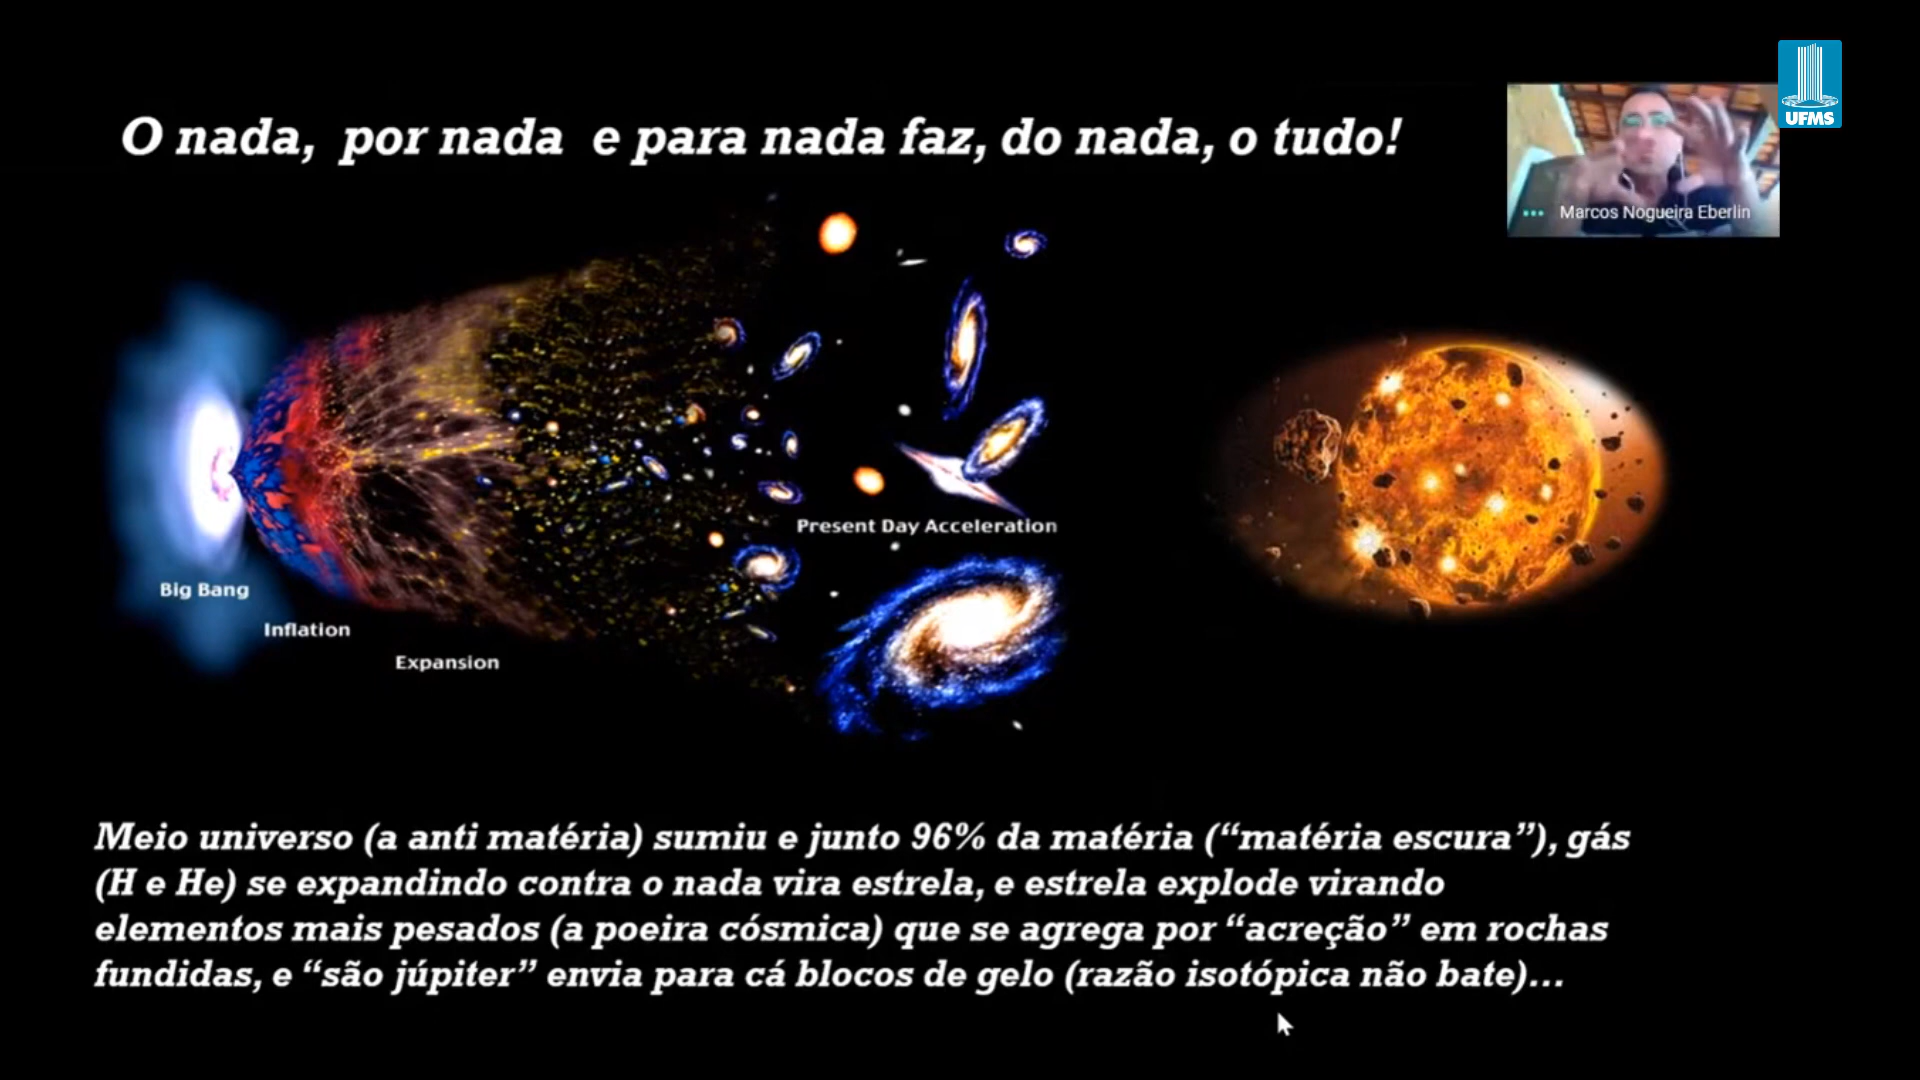 O nada, por nada e para nada faz, do nada, o tudo!
UFMS
Marcos Nogueira Eberlin
Present Day Acceleration
Big Bang
Inflation
Expansion
Meio universo (a anti matéria) sumiu e junto 96% da matéria (“matéria escura”), gás
(H e He) se expandindo contra o nada vira estrela, e estrela explode virando
elementos mais pesados (a poeira cósmica) que se agrega por “acreção” em rochas
fundidas, e “são júpiter” envia para cá blocos de gelo (razão isotópica não bate)...